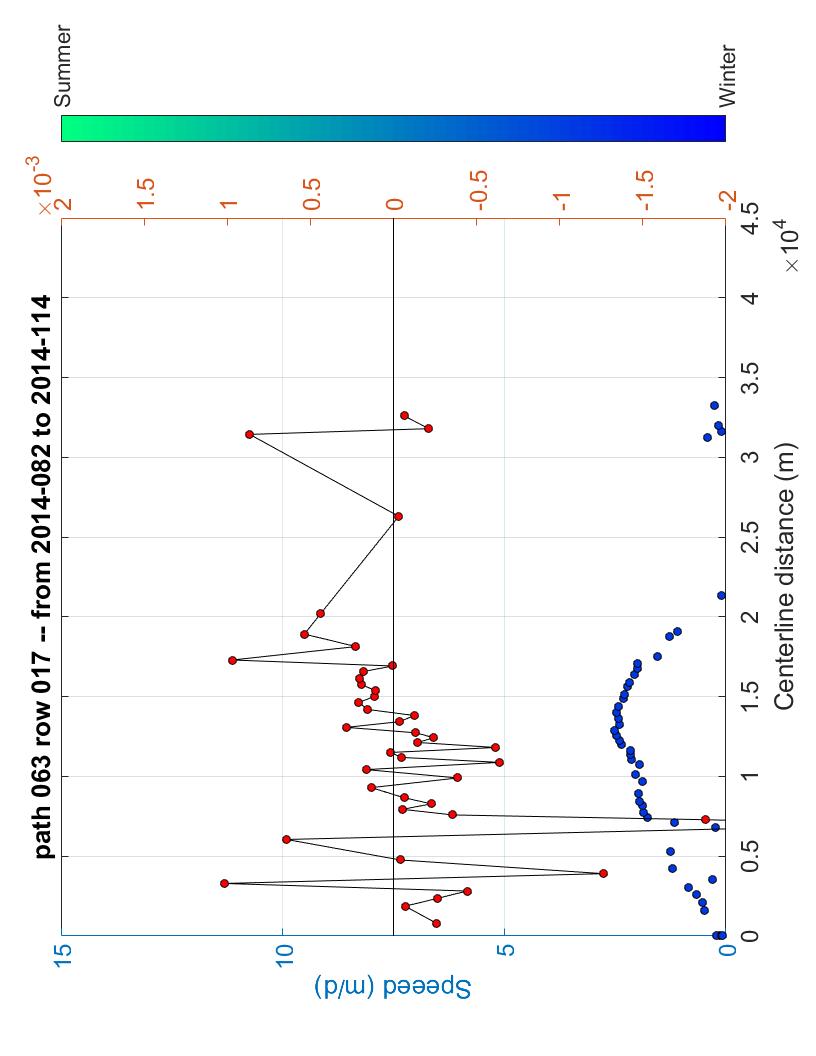 path 063 row 017 -- from 2014-082 to 2014-114
×10-3
15
10
5
0
Speeed (m/d)
2
1.5
1
0.5
0
-0.5
-1
-1.5
-2
0 0.5 1 1.5 2 2.5 3 3.5 4 4.5
×104
Centerline distance (m)
Summer
Winter